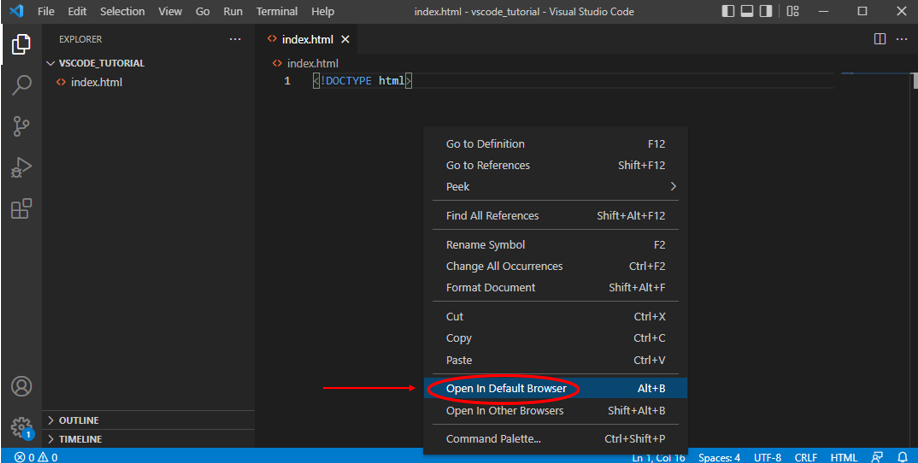 File Edit Selection View Go Run Terminal Help index.html - vscode_tutorial - Visual Studio Code
EXPLORER
VSCODE_TUTORIAL
index.html
OUTLINE
TIMELINE
index.html
index.html
1 <!DOCTYPE html>
Go to Definition F12
Go to References Shift+F12
Peek
Find All References Shift+Alt+F12
Rename Symbol F2
Change All Occurrences Ctrl+F2
Format Document Shift+Alt+F
Cut Ctrl+X
Copy Ctrl+C
Paste Ctrl+V
Open In Default Browser Alt+B
Open In Other Browsers Shift+Alt+B
Command Palette... Ctrl+Shift+P
1
0 0 Ln 1, Col 16 Spaces: 4 UTF-8 CRLF HTML